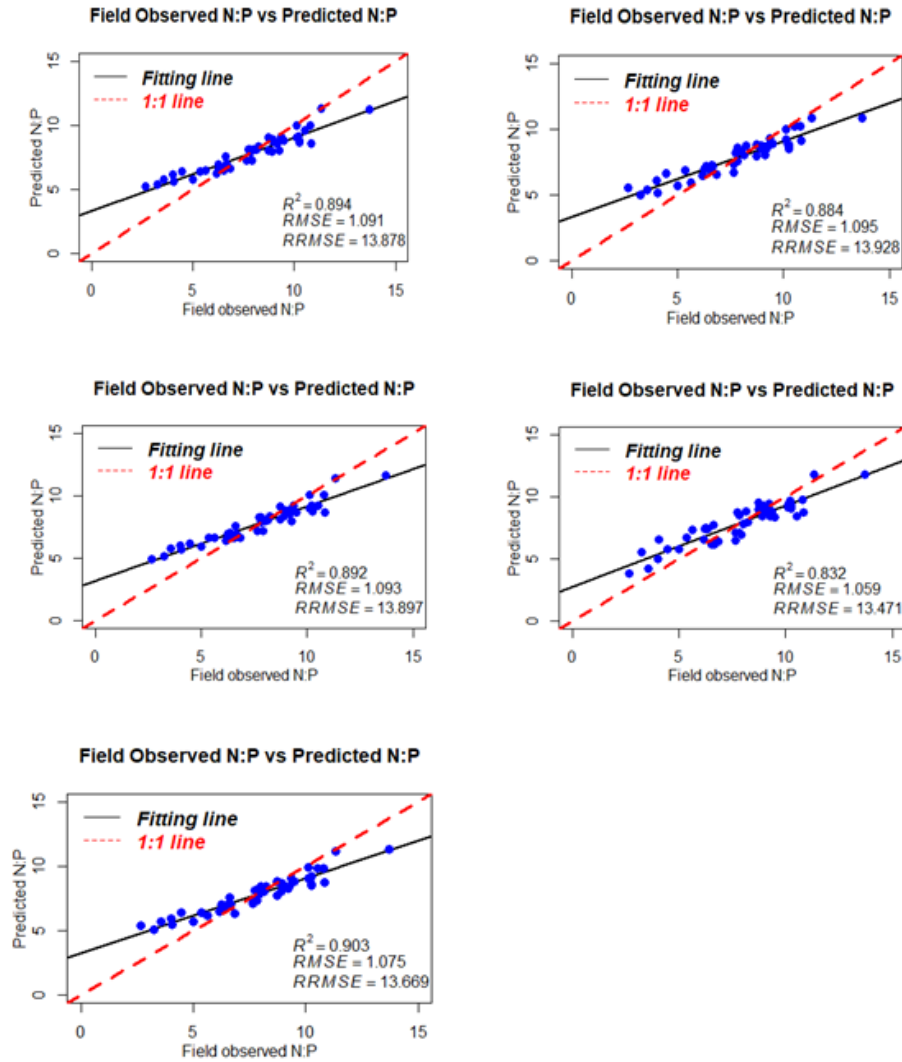 Field Observed N:P vs Predicted N:P
Fitting line
1:1 line
Predicted N:P
15
10
5
0
R² = 0.894
RMSE = 1.091
RRMSE = 13.878
0 5 10 15
Field observed N:P
Field Observed N:P vs Predicted N:P
Fitting line
1:1 line
Predicted N:P
15
10
5
0
R² = 0.884
RMSE = 1.095
RRMSE = 13.928
0 5 10 15
Field observed N:P
Field Observed N:P vs Predicted N:P
Fitting line
1:1 line
Predicted N:P
15
10
5
0
R² = 0.892
RMSE = 1.093
RRMSE = 13.897
0 5 10 15
Field observed N:P
Field Observed N:P vs Predicted N:P
Fitting line
1:1 line
Predicted N:P
15
10
5
0
R² = 0.832
RMSE = 1.059
RRMSE = 13.471
0 5 10 15
Field observed N:P
Field Observed N:P vs Predicted N:P
Fitting line
1:1 line
Predicted N:P
15
10
5
0
R² = 0.903
RMSE = 1.075
RRMSE = 13.669
0 5 10 15
Field observed N:P